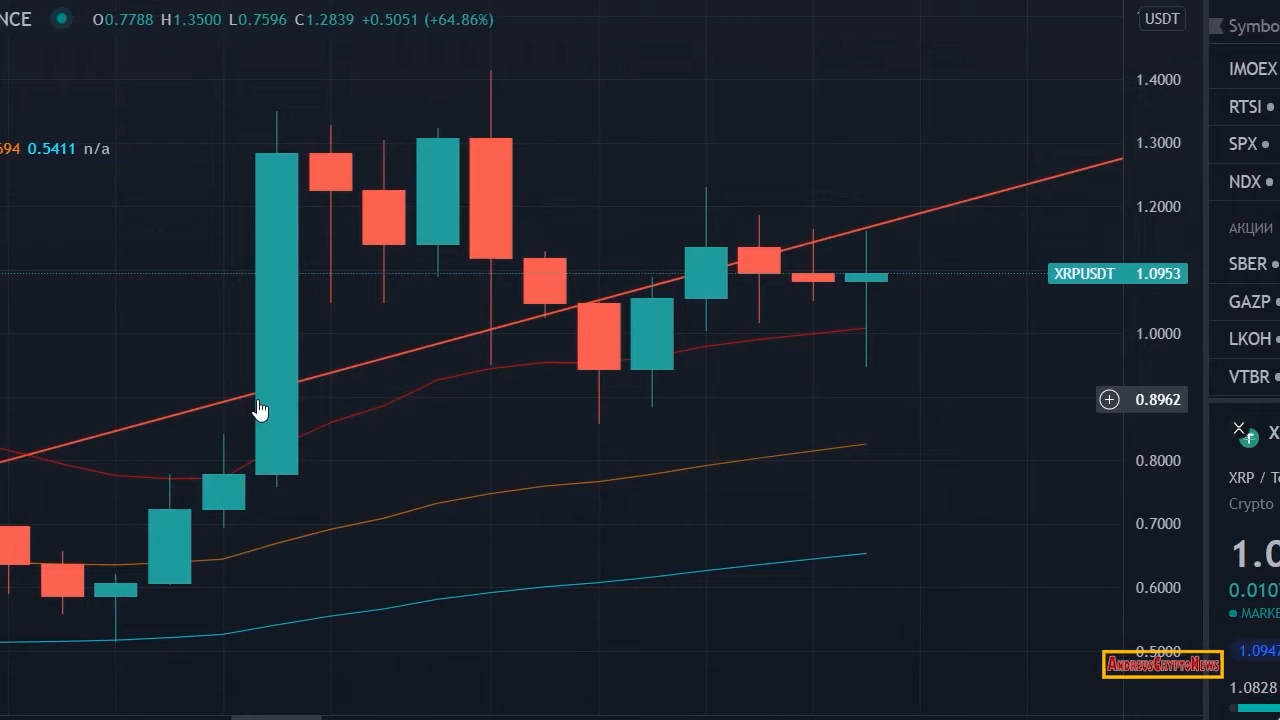 NCE O0.7788 H1.3500 L0.7596 C1.2839 +0.5051 (+64.86%)
694 0.5411 n/a
USDT
1.4000
1.3000
1.2000
XRPUSDT 1.0953
1.0000
0.8962
0.8000
0.7000
0.6000
0.5000
AndreusCryptoNews
Symbo
IMOEX
RTSI
SPX
NDX
АКЦИИ
SBER
GAZP
LKOH
VTBR
X
XRP / Te
Crypto
1.0
0.010
MARKE
1.0947
1.0828